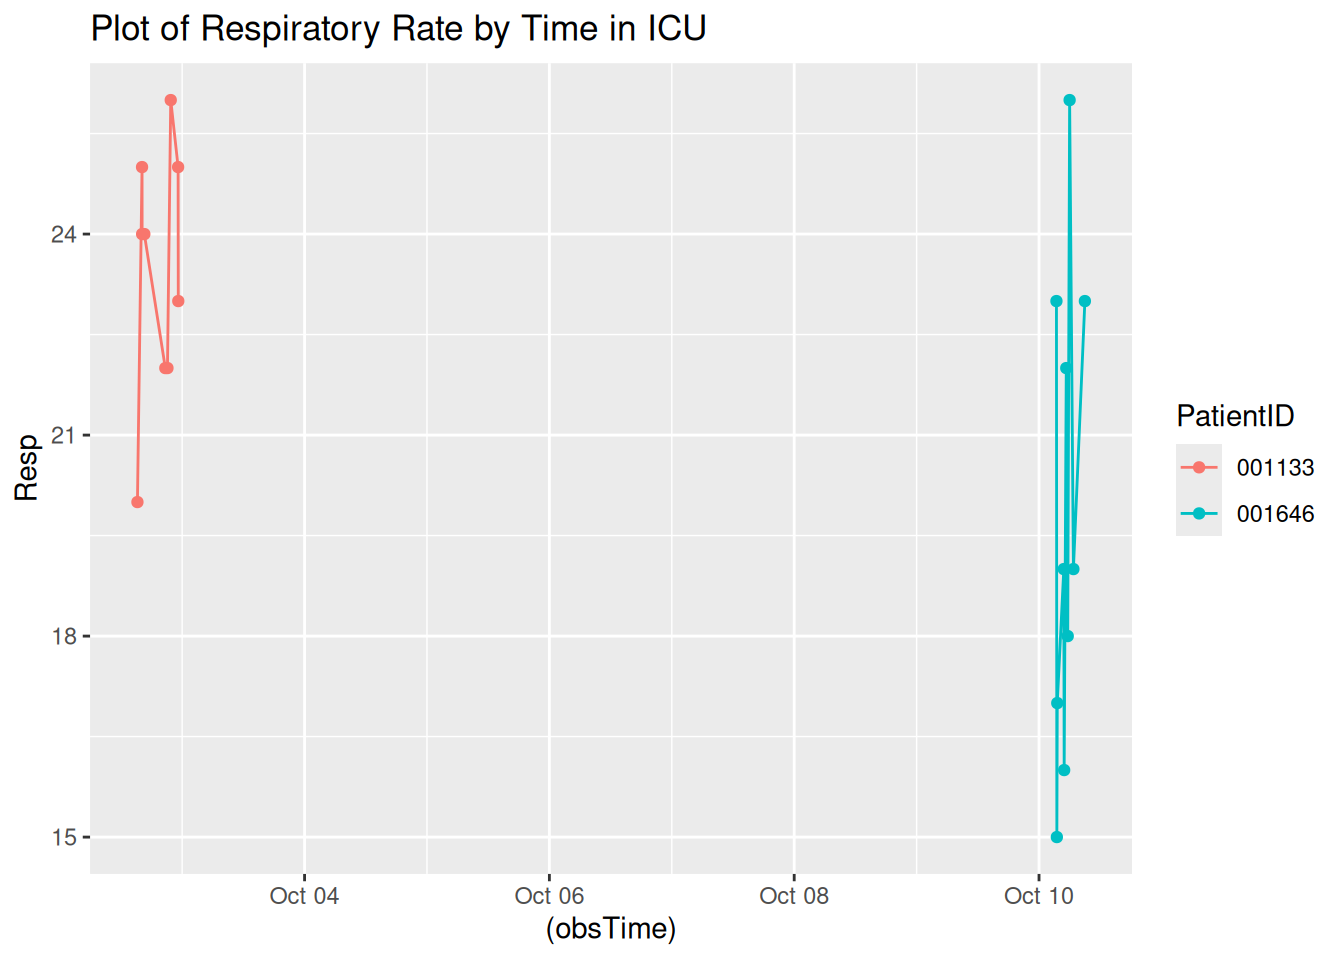 Plot of Respiratory Rate by Time in ICU
24
21
18
15
Resp
Oct 04
Oct 06
Oct 08
Oct 10
(obsTime)
PatientID
001133
001646